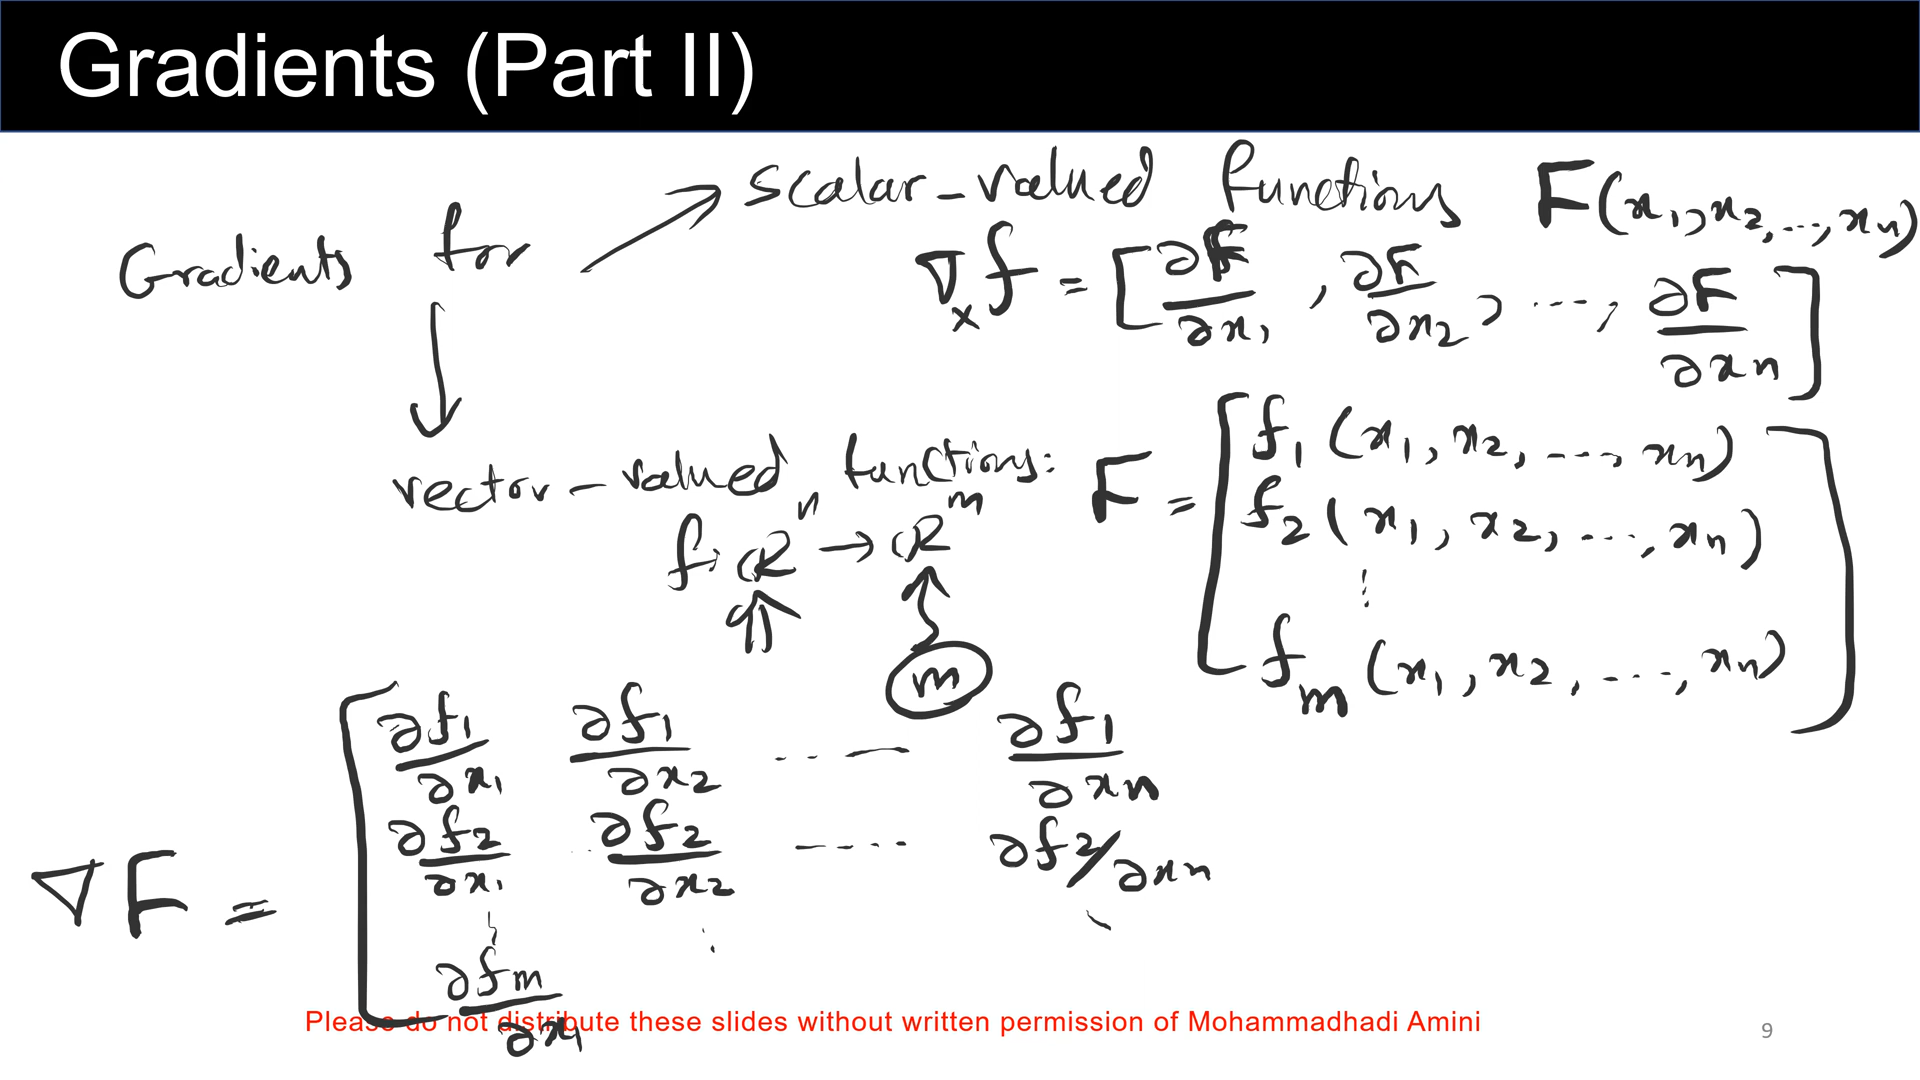 Gradients (Part II)
Gradients for → scalar-valued functions F(x₁, x₂, ..., xₙ)
∇ₓ f = [∂F/∂x₁, ∂F/∂x₂, ..., ∂F/∂xₙ]
vector-valued functions:
f: ℝⁿ → ℝᵐ
m
F = [f₁(x₁, x₂, ..., xₙ)
f₂(x₁, x₂, ..., xₙ)
⋮
fₘ(x₁, x₂, ..., xₙ)]
∇F = [∂f₁/∂x₁ ∂f₁/∂x₂ ... ∂f₁/∂xₙ
∂f₂/∂x₁ ∂f₂/∂x₂ ... ∂f₂/∂xₙ
⋮
∂fₘ/∂x₁
Please do not distribute these slides without written permission of Mohammadhadi Amini
9